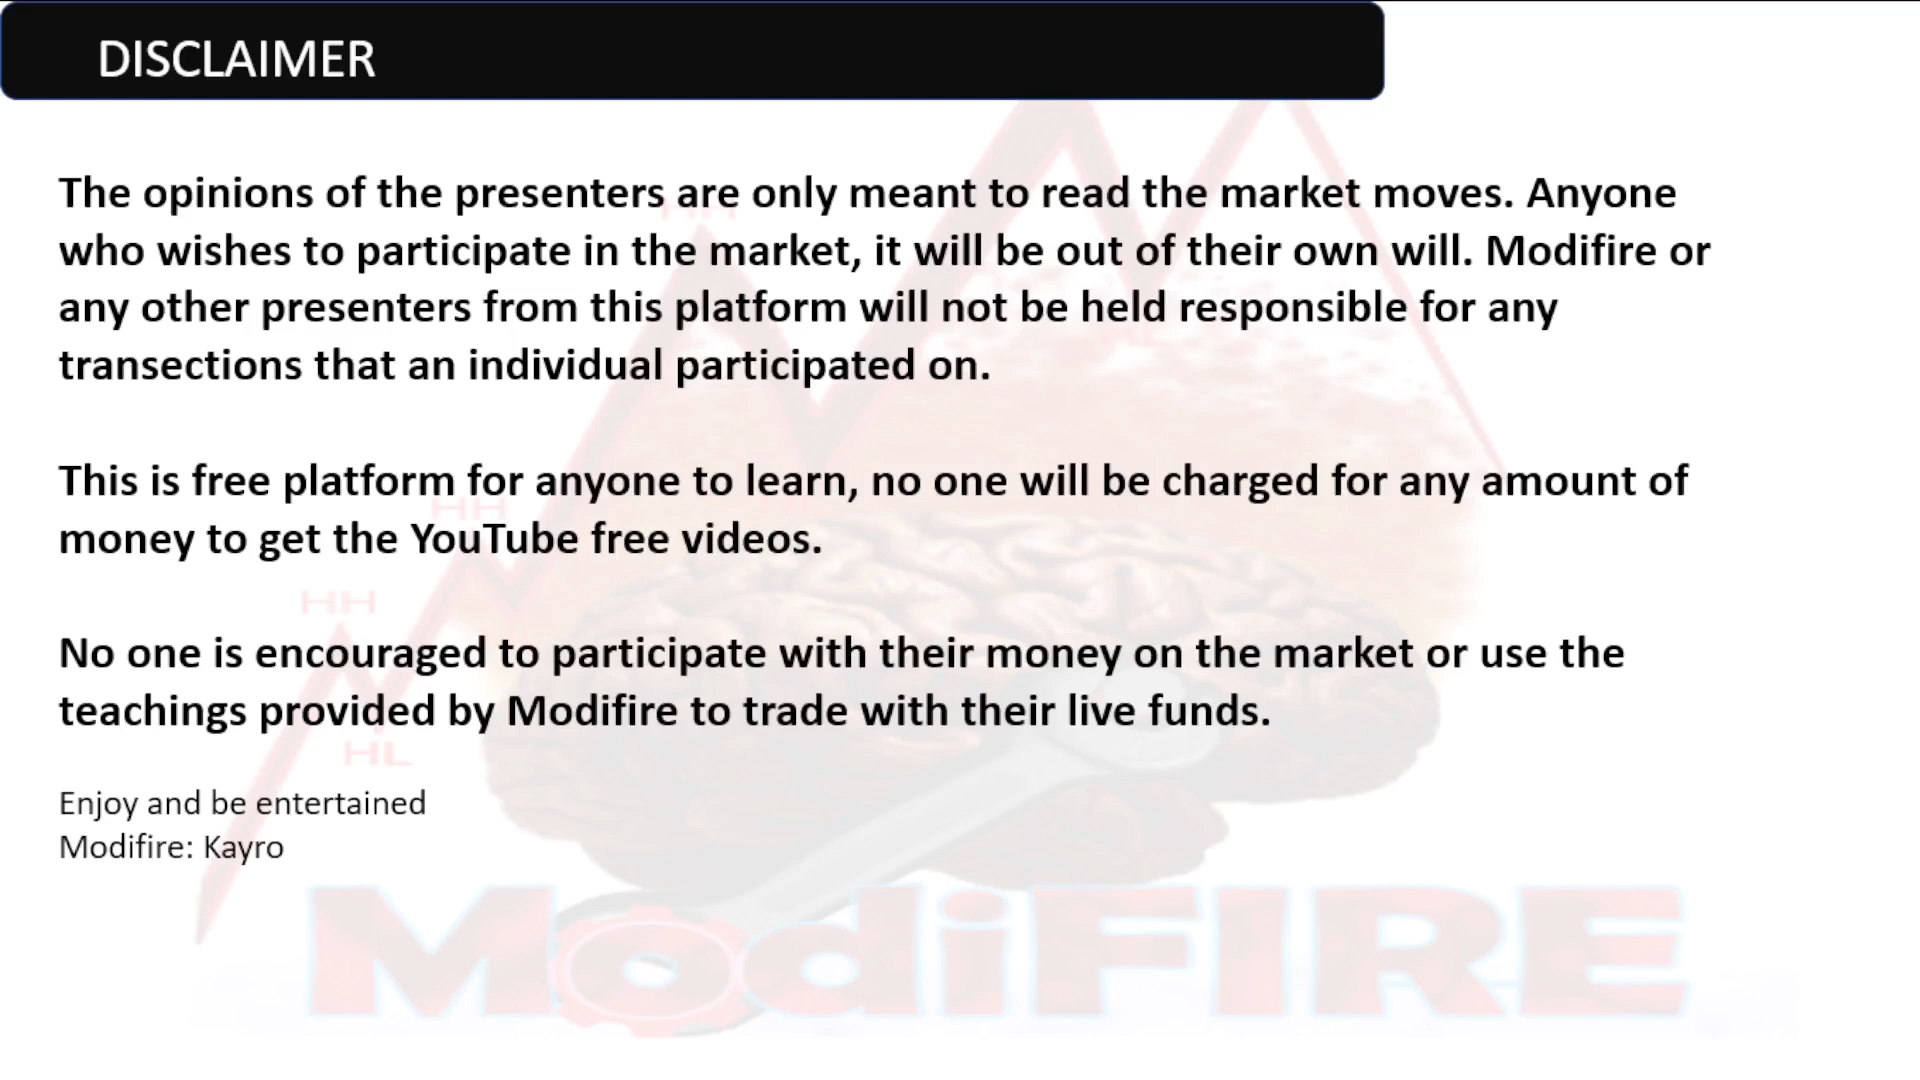 DISCLAIMER
The opinions of the presenters are only meant to read the market moves. Anyone
who wishes to participate in the market, it will be out of their own will. Modifire or
any other presenters from this platform will not be held responsible for any
transections that an individual participated on.
This is free platform for anyone to learn, no one will be charged for any amount of
money to get the YouTube free videos.
No one is encouraged to participate with their money on the market or use the
teachings provided by Modifire to trade with their live funds.
Enjoy and be entertained
Modifire: Kayro
HH
HH
HH
HL
ModiFIRE